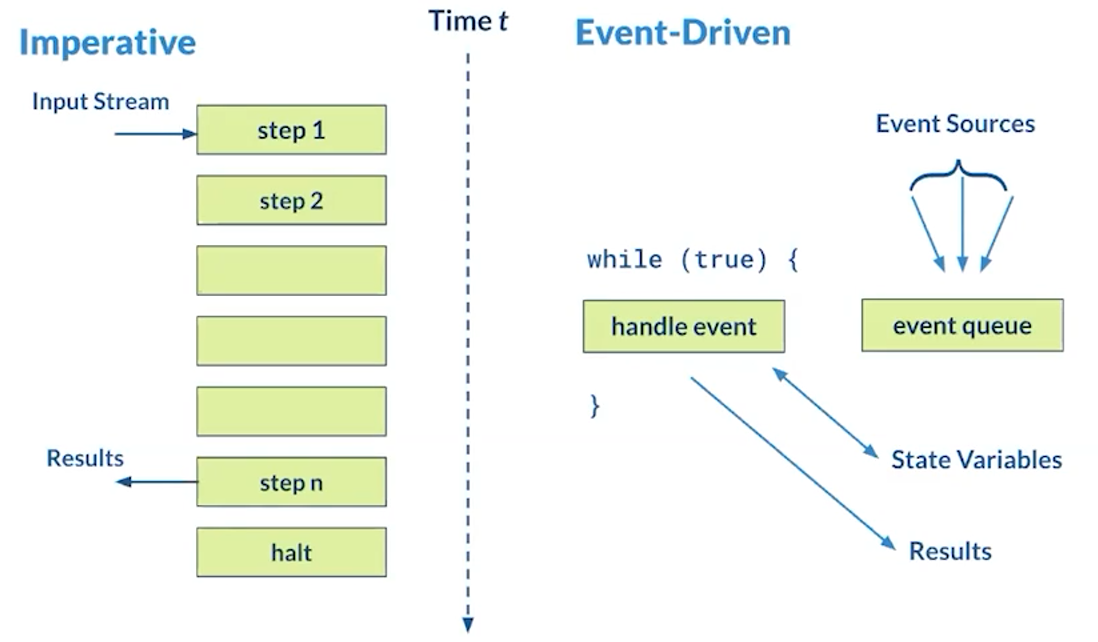 Imperative
Input Stream
step 1
step 2
Results
step n
halt
Time t
Event-Driven
Event Sources
while (true) {
handle event
event queue
}
State Variables
Results